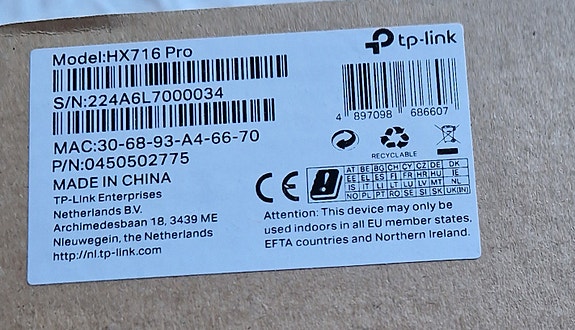 Model:HX716 Pro
tp-link
S/N:224A6L7000034
4 897098 686607
MAC:30-68-93-A4-66-70
P/N:0450502775
RECYCLABLE
MADE IN CHINA
CE
AT BE BG CH CY CZ DE DK
EE EL ES FI FR HR HU IE
IS IT LI LT LU LV MT NL
NO PL PT RO SE SI SK UK(NI)
TP-Link Enterprises
Netherlands B.V.
Archimedesbaan 18, 3439 ME
Nieuwegein, the Netherlands
http://nl.tp-link.com
Attention: This device may only be
used indoors in all EU member states,
EFTA countries and Northern Ireland.